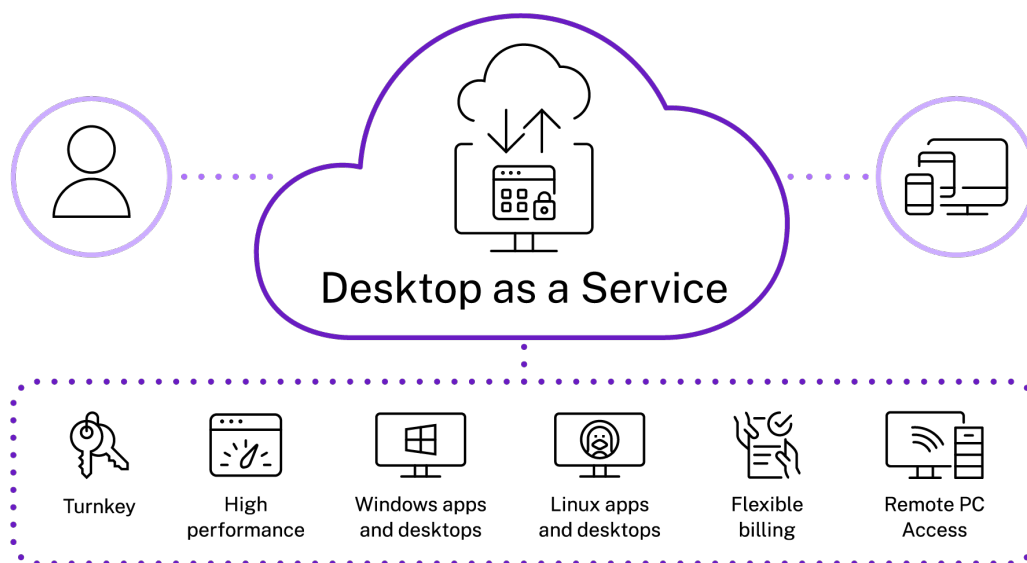 Desktop as a Service
Turnkey
High
performance
Windows apps
and desktops
Linux apps
and desktops
Flexible
billing
Remote PC
Access